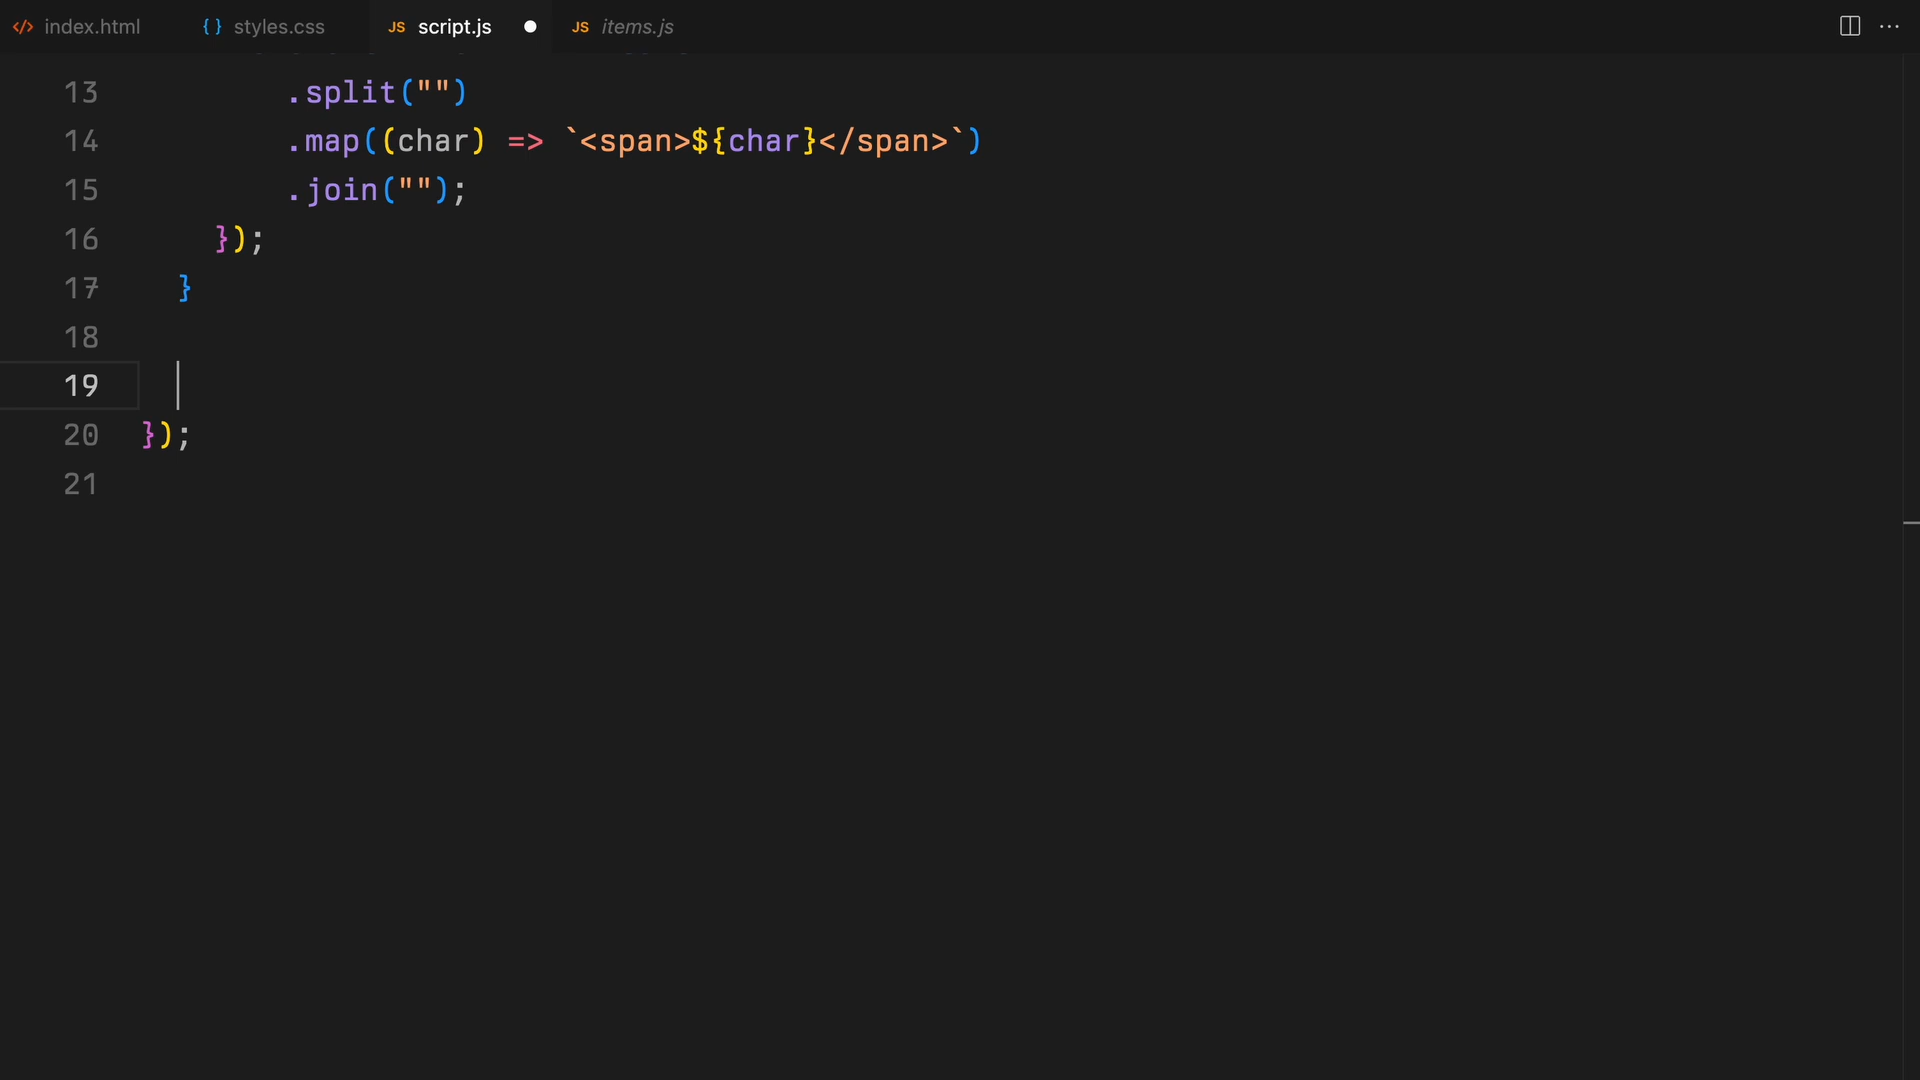 index.html styles.css JS script.js JS items.js
13 .split("")
14 .map((char) => `<span>${char}</span>`)
15 .join("");
16 });
17 }
18
19
20 });
21